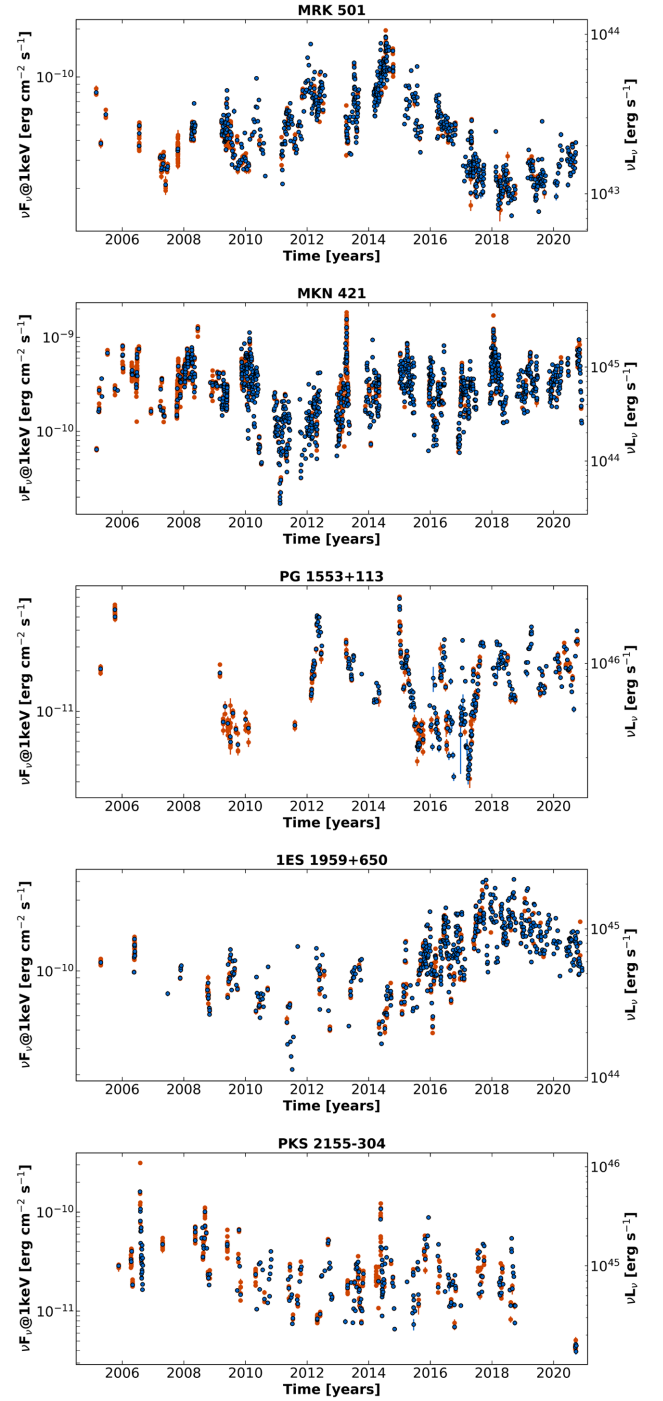 MRK 501
νFν@1keV [erg cm⁻² s⁻¹]
10⁻¹⁰
10⁴⁴
10⁴³
νLν [erg s⁻¹]
2006 2008 2010 2012 2014 2016 2018 2020
Time [years]
MKN 421
νFν@1keV [erg cm⁻² s⁻¹]
10⁻⁹
10⁻¹⁰
10⁴⁵
10⁴⁴
νLν [erg s⁻¹]
2006 2008 2010 2012 2014 2016 2018 2020
Time [years]
PG 1553+113
νFν@1keV [erg cm⁻² s⁻¹]
10⁻¹¹
10⁴⁶
νLν [erg s⁻¹]
2006 2008 2010 2012 2014 2016 2018 2020
Time [years]
1ES 1959+650
νFν@1keV [erg cm⁻² s⁻¹]
10⁻¹⁰
10⁴⁵
10⁴⁴
νLν [erg s⁻¹]
2006 2008 2010 2012 2014 2016 2018 2020
Time [years]
PKS 2155-304
νFν@1keV [erg cm⁻² s⁻¹]
10⁻¹⁰
10⁻¹¹
10⁴⁶
10⁴⁵
νLν [erg s⁻¹]
2006 2008 2010 2012 2014 2016 2018 2020
Time [years]